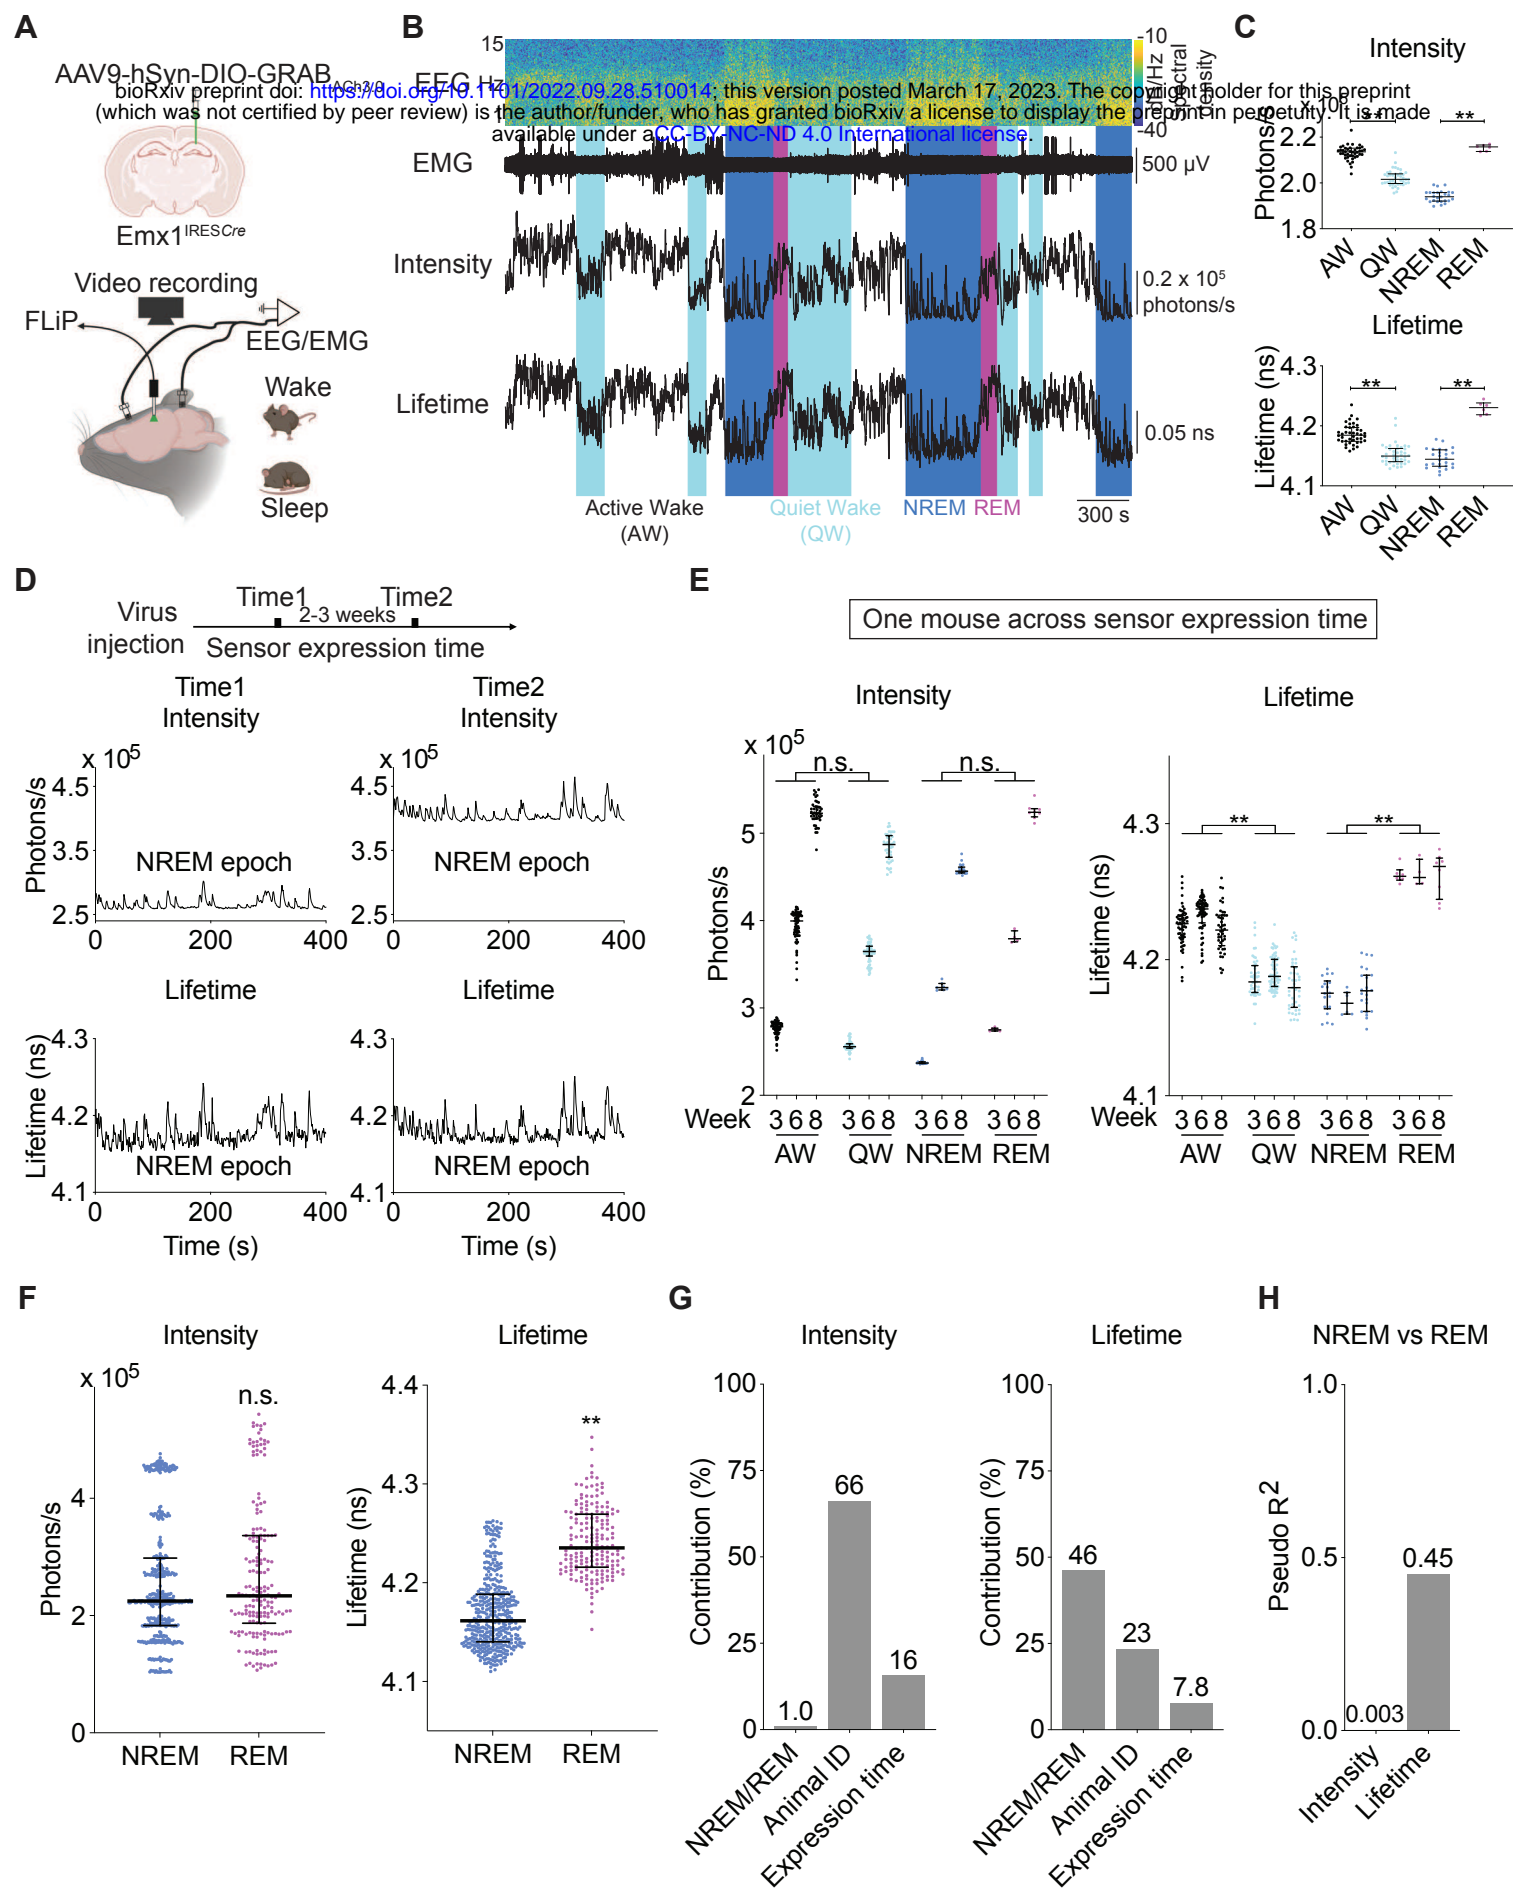 A
AAV9-hSyn-DIO-GRAB ACh3.0
Emx1 IRESCre
Video recording
FLiP
EEG/EMG
Wake
Sleep
B
15
EEG Hz
-10
dB/Hz
Spectral
density
-40
bioRxiv preprint doi: https://doi.org/10.1101/2022.09.28.510014; this version posted March 17, 2023. The copyright holder for this preprint
(which was not certified by peer review) is the author/funder, who has granted bioRxiv a license to display the preprint in perpetuity. It is made
available under aCC-BY-NC-ND 4.0 International license.
EMG
500 µV
Intensity
0.2 x 10⁵
photons/s
Lifetime
0.05 ns
Active Wake
(AW)
Quiet Wake
(QW)
NREM REM
300 s
C
Intensity
Photons/s
2.2
2.0
1.8
** **
AW QW NREM REM
Lifetime
Lifetime (ns)
4.3
4.2
4.1
** **
AW QW NREM REM
D
Virus
injection
Time1 2-3 weeks Time2
Sensor expression time
Time1
Intensity
x 10⁵
Photons/s
4.5
3.5
2.5
NREM epoch
0 200 400
Time2
Intensity
x 10⁵
4.5
3.5
2.5
NREM epoch
0 200 400
Lifetime
Lifetime (ns)
4.3
4.2
4.1
NREM epoch
0 200 400
Time (s)
Lifetime
4.3
4.2
4.1
NREM epoch
0 200 400
Time (s)
E
One mouse across sensor expression time
Intensity
x 10⁵
Photons/s
5
4
3
2
n.s. n.s.
Week 3 6 8 3 6 8 3 6 8 3 6 8
AW QW NREM REM
Lifetime
Lifetime (ns)
4.3
4.2
4.1
** **
Week 3 6 8 3 6 8 3 6 8 3 6 8
AW QW NREM REM
F
Intensity
x 10⁵
Photons/s
4
2
0
n.s.
NREM REM
Lifetime
Lifetime (ns)
4.4
4.3
4.2
4.1
**
NREM REM
G
Intensity
Contribution (%)
100
75
50
25
0
1.0
66
16
NREM/REM
Animal ID
Expression time
Lifetime
Contribution (%)
100
75
50
25
0
46
23
7.8
NREM/REM
Animal ID
Expression time
H
NREM vs REM
Pseudo R²
1.0
0.5
0.0
0.003
0.45
Intensity
Lifetime